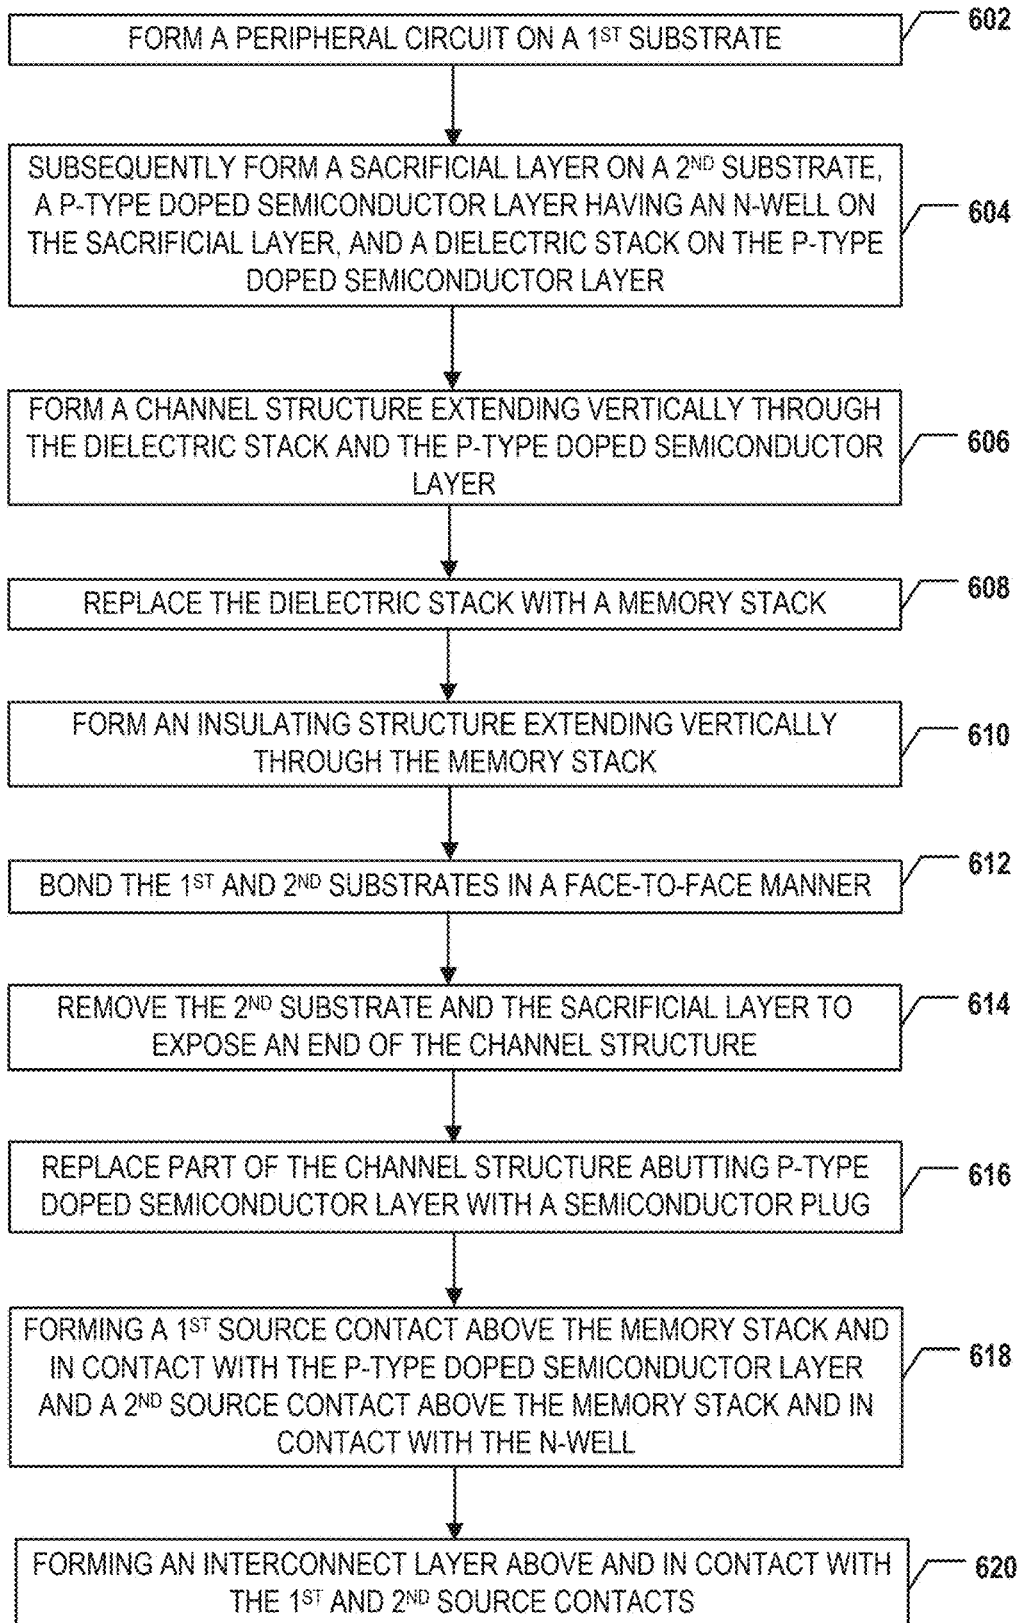 FORM A PERIPHERAL CIRCUIT ON A 1ST SUBSTRATE
602
SUBSEQUENTLY FORM A SACRIFICIAL LAYER ON A 2ND SUBSTRATE,
A P-TYPE DOPED SEMICONDUCTOR LAYER HAVING AN N-WELL ON
THE SACRIFICIAL LAYER, AND A DIELECTRIC STACK ON THE P-TYPE
DOPED SEMICONDUCTOR LAYER
604
FORM A CHANNEL STRUCTURE EXTENDING VERTICALLY THROUGH
THE DIELECTRIC STACK AND THE P-TYPE DOPED SEMICONDUCTOR
LAYER
606
REPLACE THE DIELECTRIC STACK WITH A MEMORY STACK
608
FORM AN INSULATING STRUCTURE EXTENDING VERTICALLY
THROUGH THE MEMORY STACK
610
BOND THE 1ST AND 2ND SUBSTRATES IN A FACE-TO-FACE MANNER
612
REMOVE THE 2ND SUBSTRATE AND THE SACRIFICIAL LAYER TO
EXPOSE AN END OF THE CHANNEL STRUCTURE
614
REPLACE PART OF THE CHANNEL STRUCTURE ABUTTING P-TYPE
DOPED SEMICONDUCTOR LAYER WITH A SEMICONDUCTOR PLUG
616
FORMING A 1ST SOURCE CONTACT ABOVE THE MEMORY STACK AND
IN CONTACT WITH THE P-TYPE DOPED SEMICONDUCTOR LAYER
AND A 2ND SOURCE CONTACT ABOVE THE MEMORY STACK AND IN
CONTACT WITH THE N-WELL
618
FORMING AN INTERCONNECT LAYER ABOVE AND IN CONTACT WITH
THE 1ST AND 2ND SOURCE CONTACTS
620